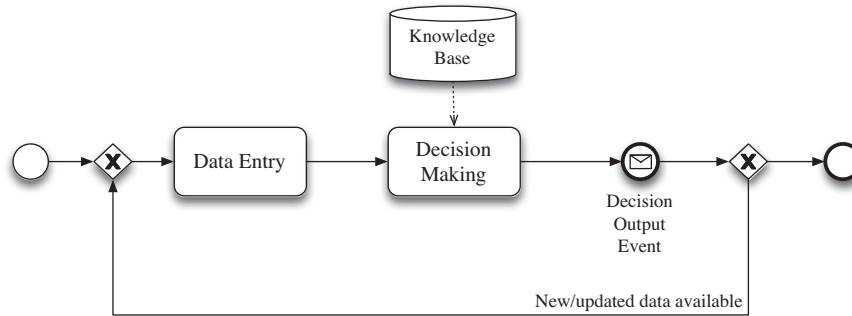 Knowledge
Base
Data Entry
Decision
Making
Decision
Output
Event
New/updated data available